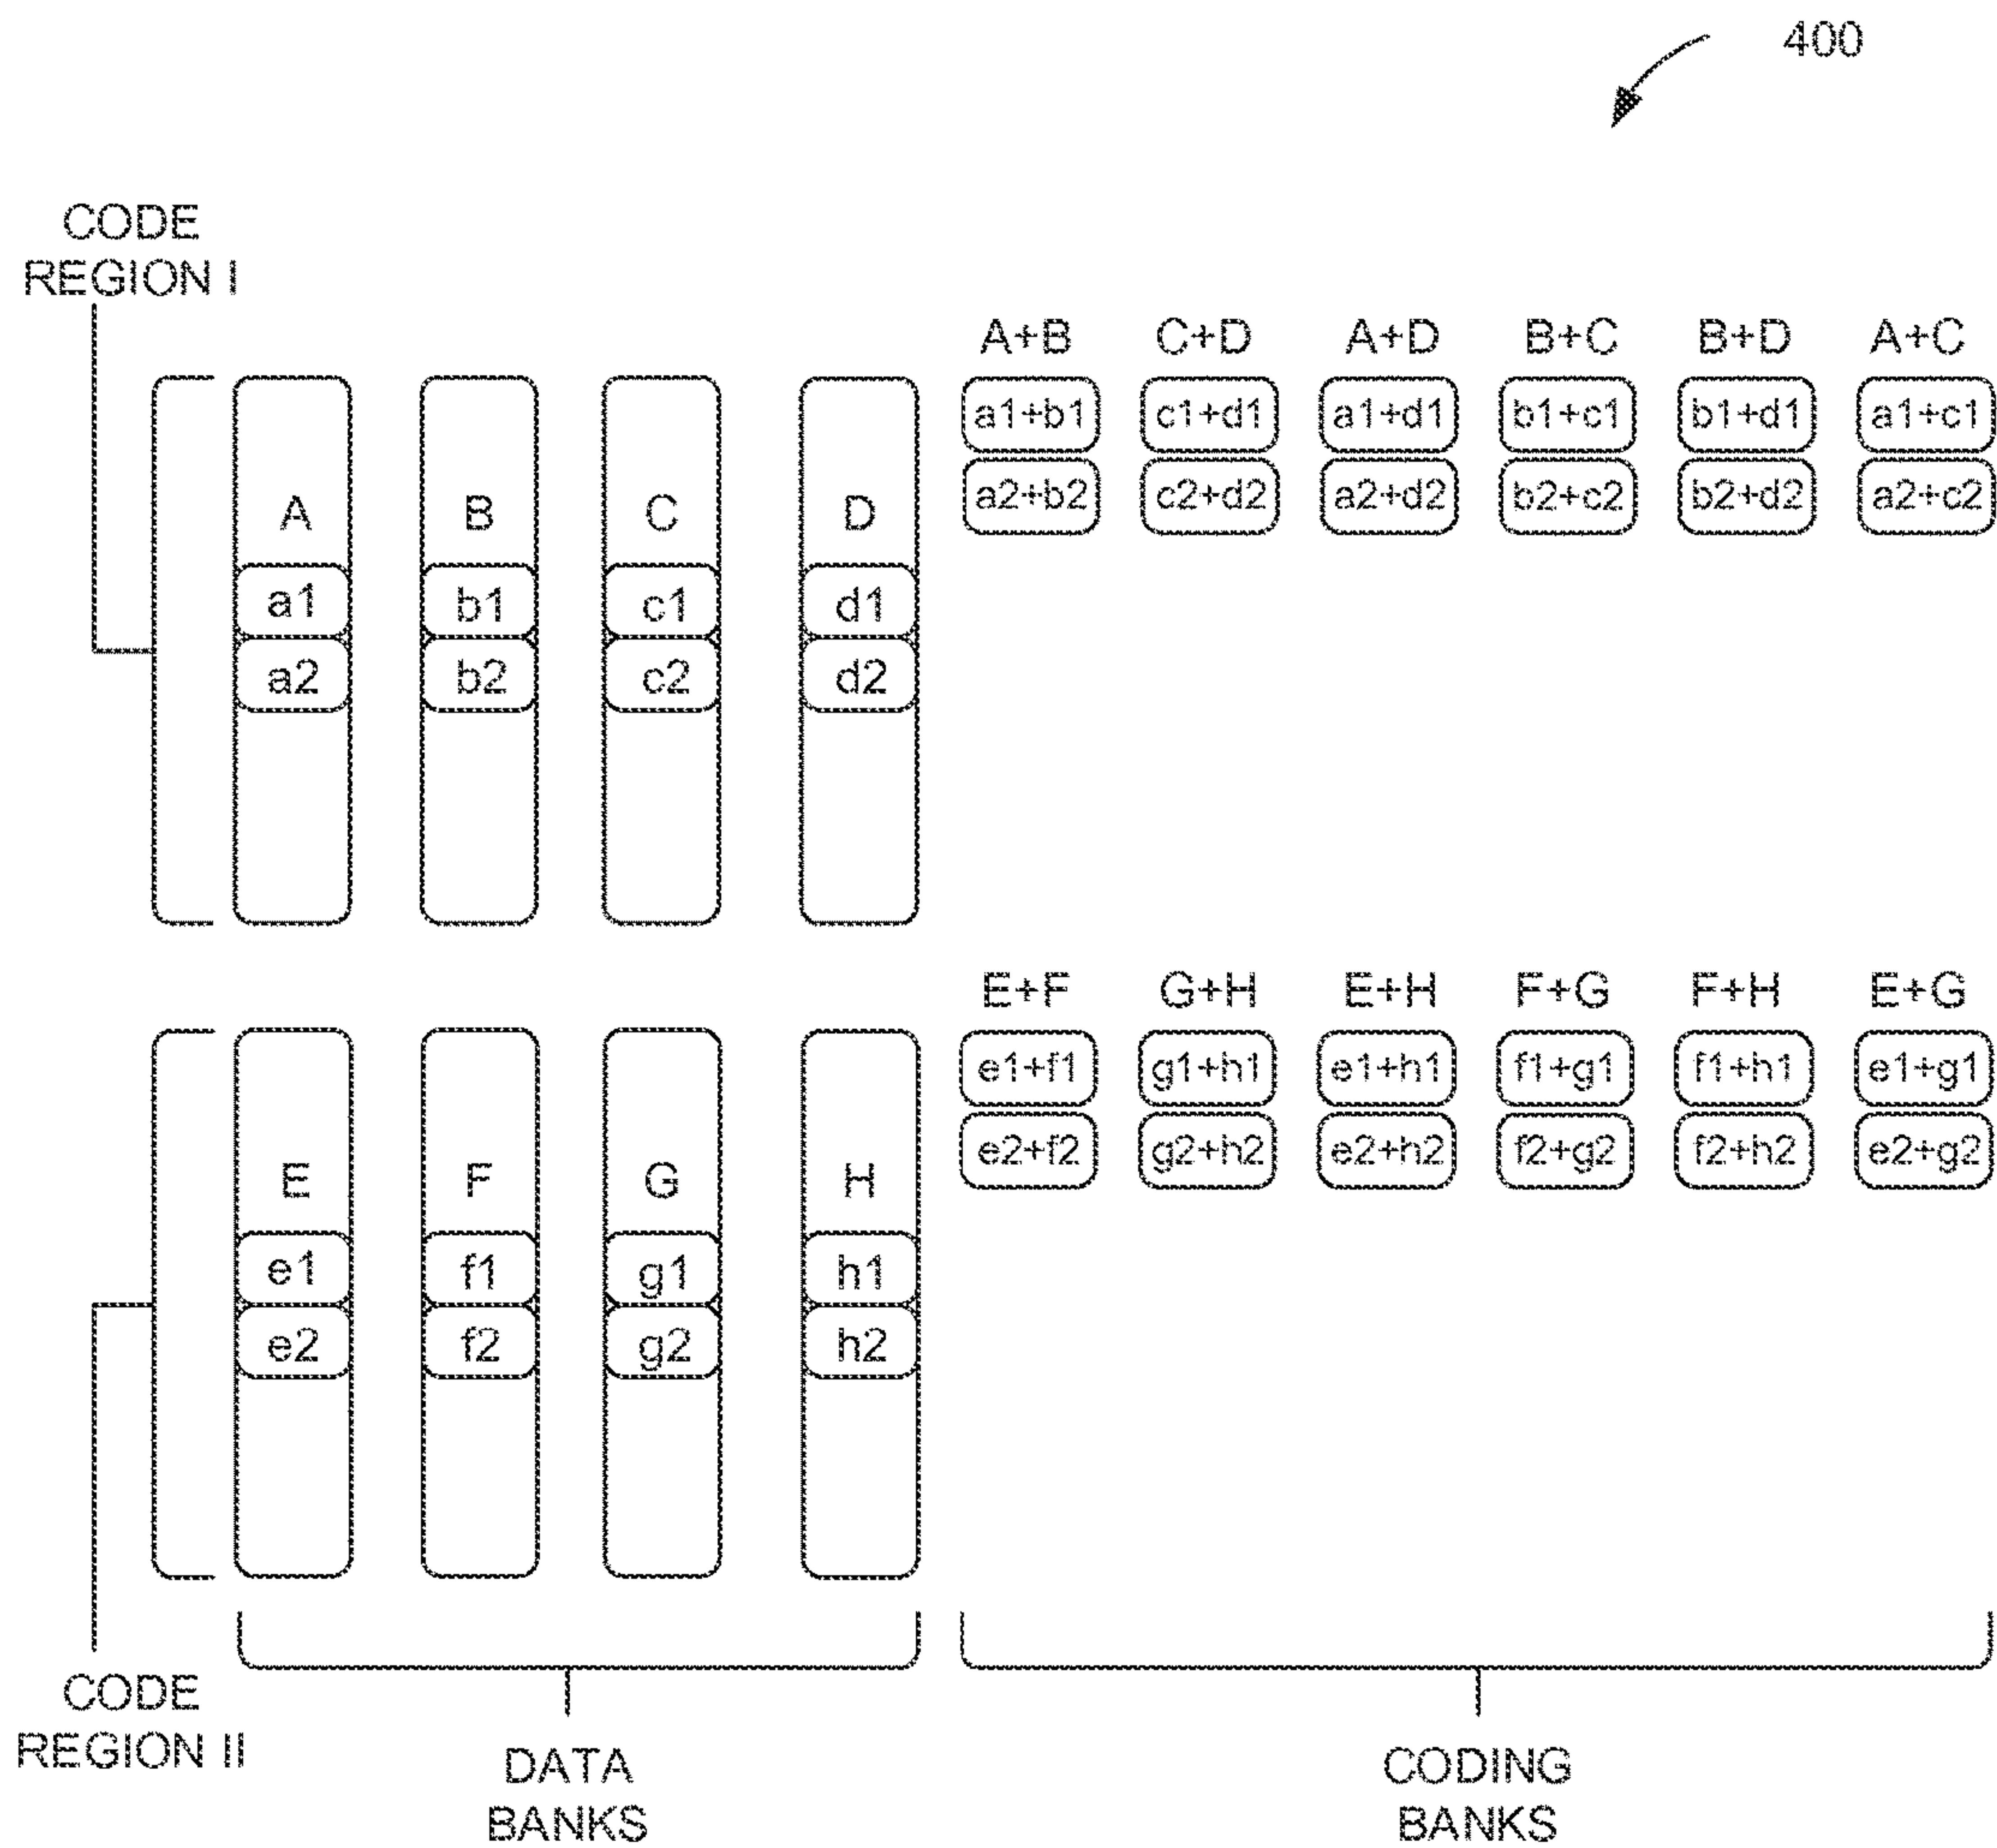 400
CODE
REGION I
A+B C+D A+D B+C B+D A+C
a1+b1 c1+d1 a1+d1 b1+c1 b1+d1 a1+c1
a2+b2 c2+d2 a2+d2 b2+c2 b2+d2 a2+c2
A B C D
a1 b1 c1 d1
a2 b2 c2 d2
E+F G+H E+H F+G F+H E+G
e1+f1 g1+h1 e1+h1 f1+g1 f1+h1 e1+g1
e2+f2 g2+h2 e2+h2 f2+g2 f2+h2 e2+g2
E F G H
e1 f1 g1 h1
e2 f2 g2 h2
CODE
REGION II
DATA
BANKS
CODING
BANKS